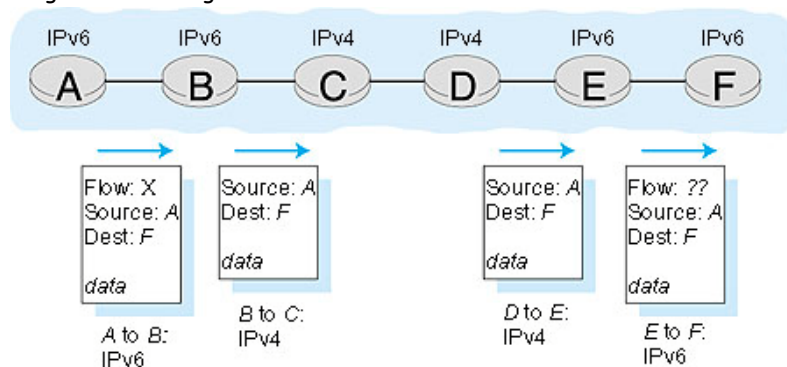 IPv6 IPv6 IPv4 IPv4 IPv6 IPv6
A B C D E F
Flow: X
Source: A
Dest: F
data
A to B:
IPv6
Source: A
Dest: F
data
B to C:
IPv4
Source: A
Dest: F
data
D to E:
IPv4
Flow: ??
Source: A
Dest: F
data
E to F:
IPv6